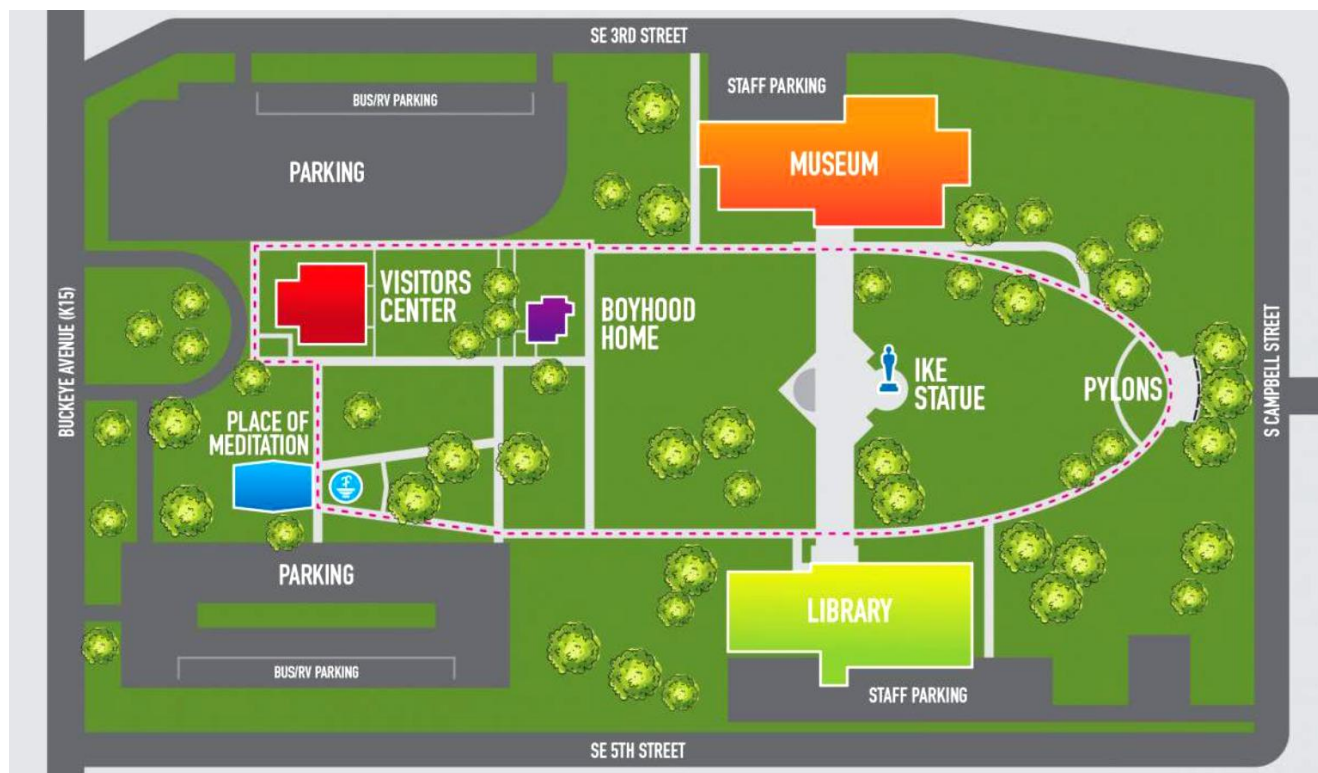 SE 3RD STREET
STAFF PARKING
BUS/RV PARKING
PARKING
MUSEUM
VISITORS
CENTER
BOYHOOD
HOME
BUCKEYE AVENUE (K15)
IKE
STATUE
PYLONS
S CAMPBELL STREET
PLACE OF
MEDITATION
PARKING
LIBRARY
BUS/RV PARKING
STAFF PARKING
SE 5TH STREET